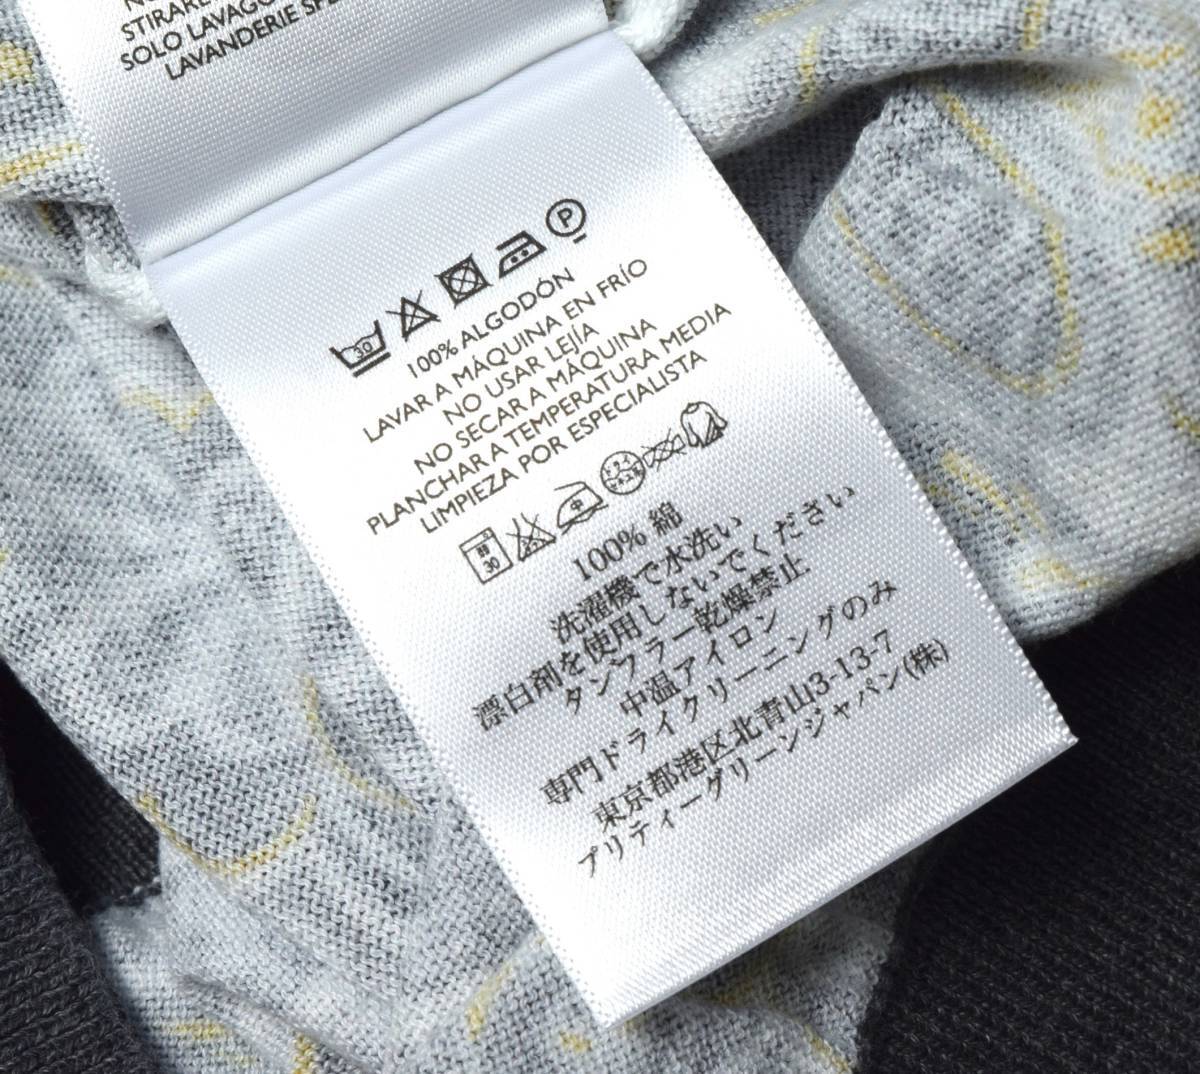 STIRARE
SOLO LAVAGG
LAVANDERIE SPE
P
30
100% ALGODÓN
LAVAR A MÁQUINA EN FRÍO
NO USAR LEJÍA
NO SECAR A MÁQUINA
PLANCHAR A TEMPERATURA MEDIA
LIMPIEZA POR ESPECIALISTA
30
中
100% 綿
洗濯機で水洗い
漂白剤を使用しないでください
タンブラー乾燥禁止
中温アイロン
専門ドライクリーニングのみ
東京都港区北青山3-13-7
プリティーグリーンジャパン(株)